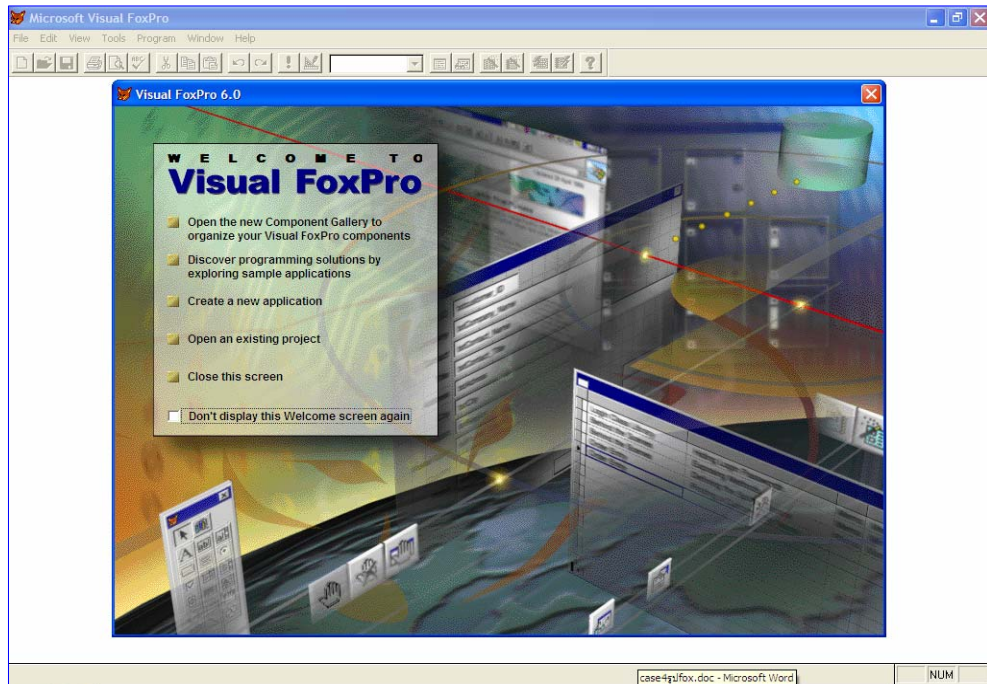 Microsoft Visual FoxPro
File Edit View Tools Program Window Help
Visual FoxPro 6.0
WELCOME TO
Visual FoxPro
Open the new Component Gallery to
organize your Visual FoxPro components
Discover programming solutions by
exploring sample applications
Create a new application
Open an existing project
Close this screen
Don't display this Welcome screen again
case4รูปfox.doc - Microsoft Word
NUM